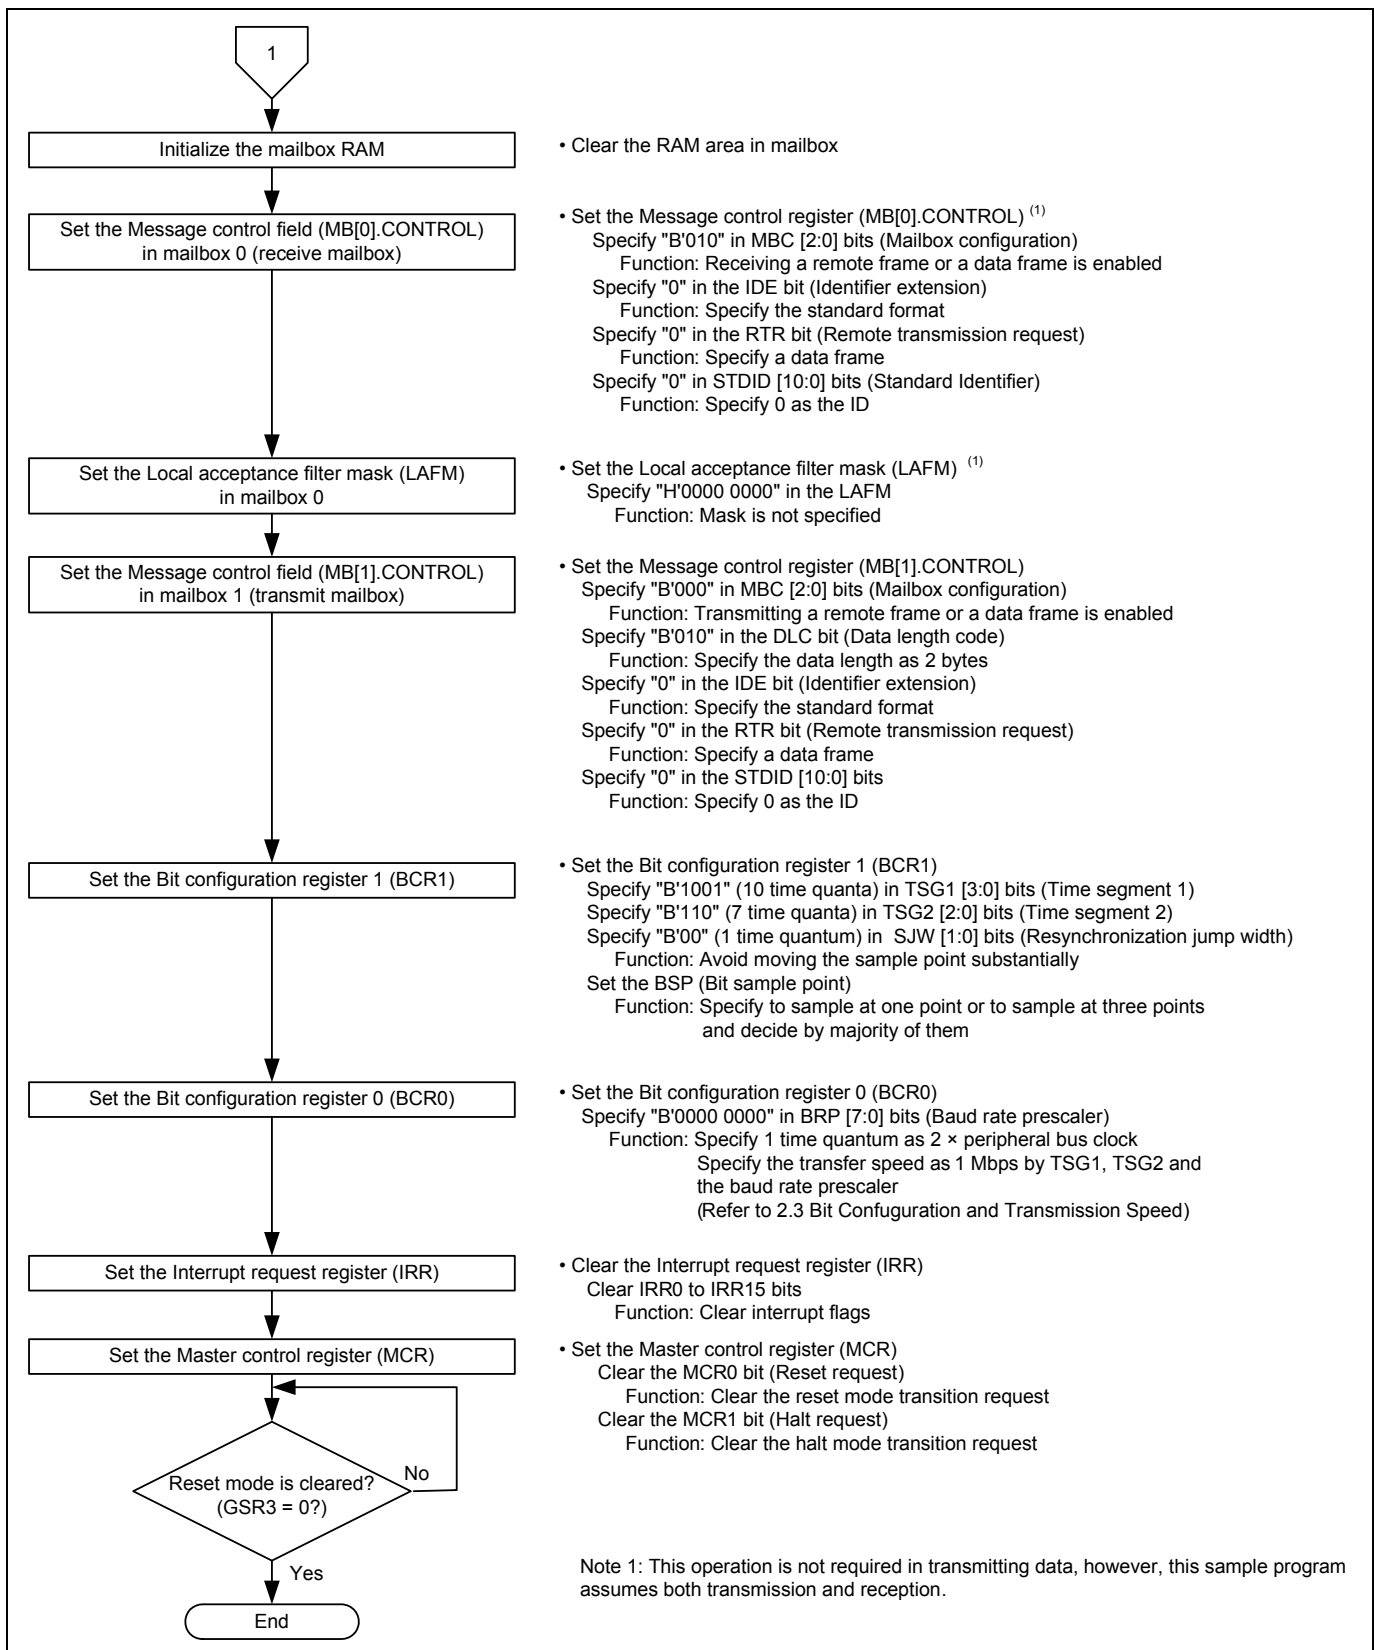 1
Initialize the mailbox RAM
• Clear the RAM area in mailbox
Set the Message control field (MB[0].CONTROL)
in mailbox 0 (receive mailbox)
• Set the Message control register (MB[0].CONTROL) (1)
Specify "B'010" in MBC [2:0] bits (Mailbox configuration)
Function: Receiving a remote frame or a data frame is enabled
Specify "0" in the IDE bit (Identifier extension)
Function: Specify the standard format
Specify "0" in the RTR bit (Remote transmission request)
Function: Specify a data frame
Specify "0" in STDID [10:0] bits (Standard Identifier)
Function: Specify 0 as the ID
Set the Local acceptance filter mask (LAFM)
in mailbox 0
• Set the Local acceptance filter mask (LAFM) (1)
Specify "H'0000 0000" in the LAFM
Function: Mask is not specified
Set the Message control field (MB[1].CONTROL)
in mailbox 1 (transmit mailbox)
• Set the Message control register (MB[1].CONTROL)
Specify "B'000" in MBC [2:0] bits (Mailbox configuration)
Function: Transmitting a remote frame or a data frame is enabled
Specify "B'010" in the DLC bit (Data length code)
Function: Specify the data length as 2 bytes
Specify "0" in the IDE bit (Identifier extension)
Function: Specify the standard format
Specify "0" in the RTR bit (Remote transmission request)
Function: Specify a data frame
Specify "0" in the STDID [10:0] bits
Function: Specify 0 as the ID
Set the Bit configuration register 1 (BCR1)
• Set the Bit configuration register 1 (BCR1)
Specify "B'1001" (10 time quanta) in TSG1 [3:0] bits (Time segment 1)
Specify "B'110" (7 time quanta) in TSG2 [2:0] bits (Time segment 2)
Specify "B'00" (1 time quantum) in SJW [1:0] bits (Resynchronization jump width)
Function: Avoid moving the sample point substantially
Set the BSP (Bit sample point)
Function: Specify to sample at one point or to sample at three points
and decide by majority of them
Set the Bit configuration register 0 (BCR0)
• Set the Bit configuration register 0 (BCR0)
Specify "B'0000 0000" in BRP [7:0] bits (Baud rate prescaler)
Function: Specify 1 time quantum as 2 × peripheral bus clock
Specify the transfer speed as 1 Mbps by TSG1, TSG2 and
the baud rate prescaler
(Refer to 2.3 Bit Confuguration and Transmission Speed)
Set the Interrupt request register (IRR)
• Clear the Interrupt request register (IRR)
Clear IRR0 to IRR15 bits
Function: Clear interrupt flags
Set the Master control register (MCR)
• Set the Master control register (MCR)
Clear the MCR0 bit (Reset request)
Function: Clear the reset mode transition request
Clear the MCR1 bit (Halt request)
Function: Clear the halt mode transition request
Reset mode is cleared?
(GSR3 = 0?)
No
Yes
End
Note 1: This operation is not required in transmitting data, however, this sample program
assumes both transmission and reception.